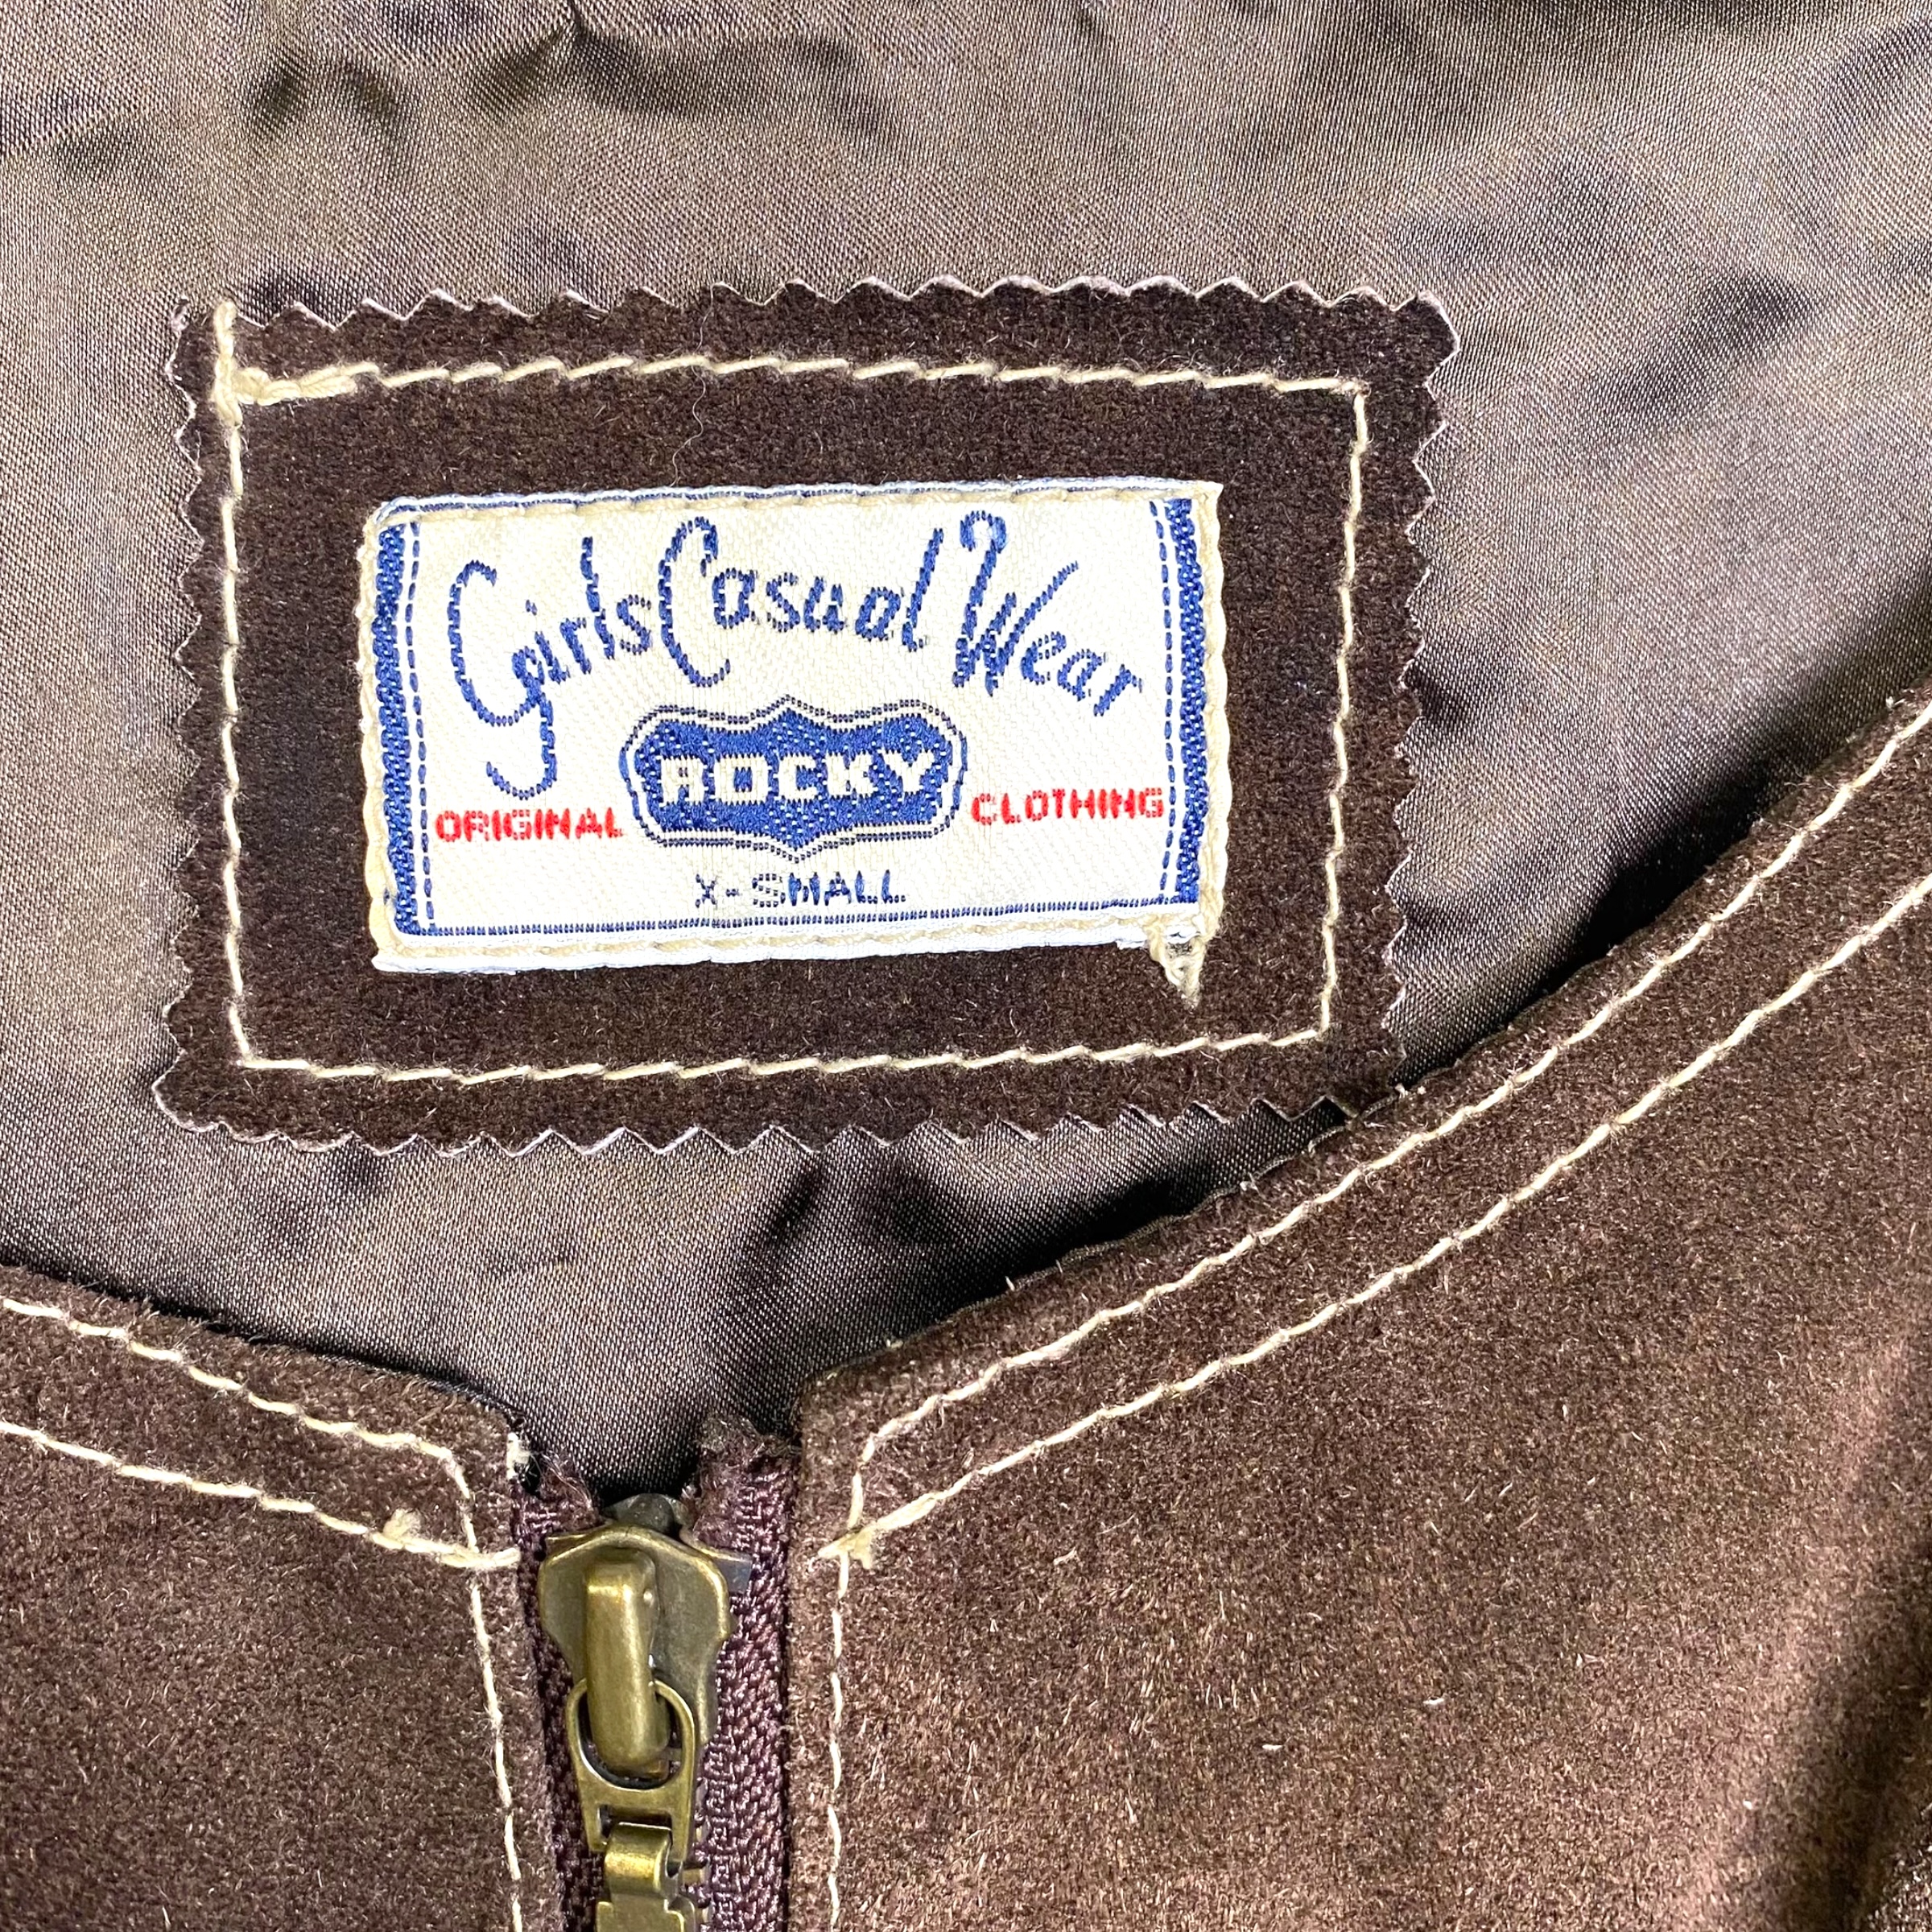 Girls Casual Wear
ORIGINAL ROCKY CLOTHING
X-SMALL